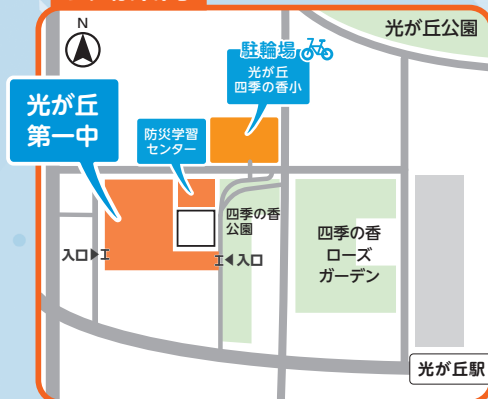 N
光が丘公園
駐輪場
光が丘
四季の香小
光が丘
第一中
防災学習
センター
四季の香
公園
四季の香
ローズ
ガーデン
入口
入口
光が丘駅